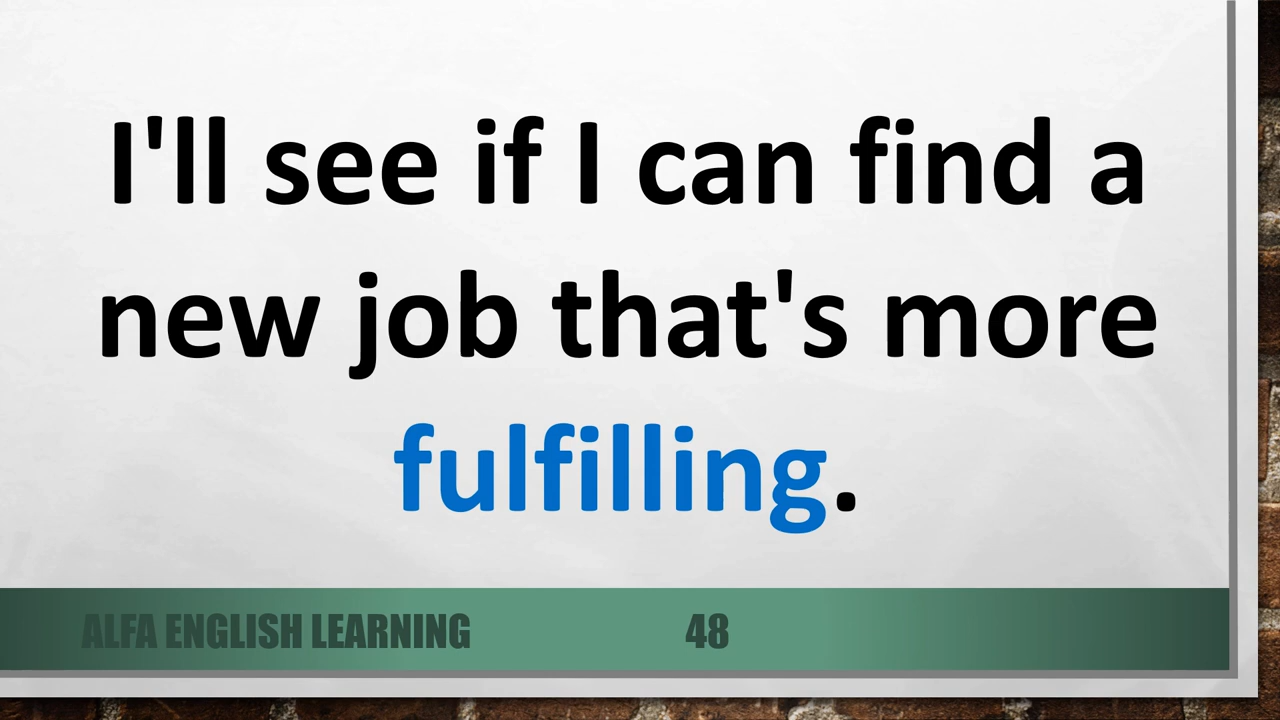 I'll see if I can find a
new job that's more
fulfilling.
ALFA ENGLISH LEARNING 48